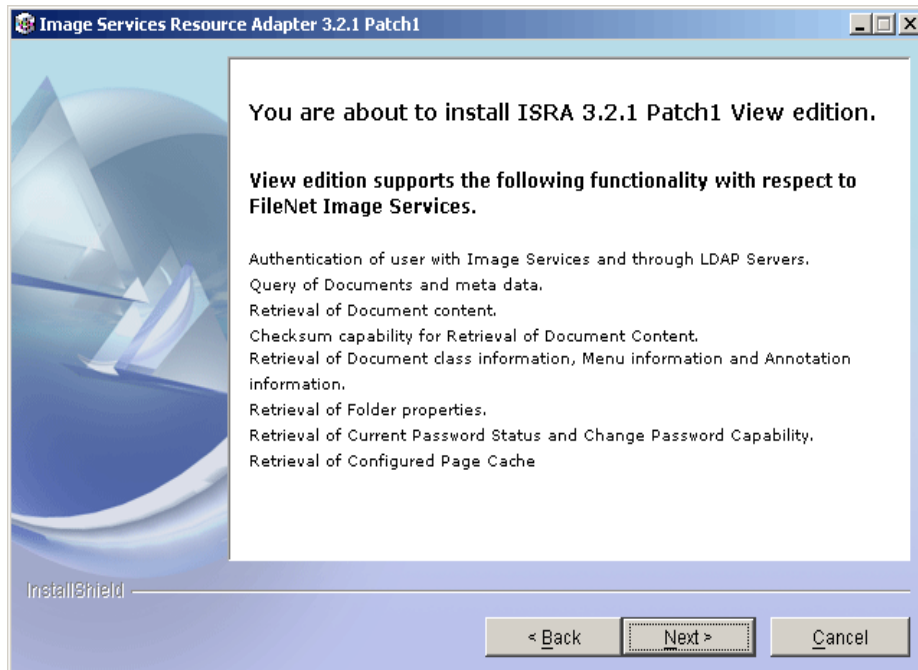 Image Services Resource Adapter 3.2.1 Patch1
You are about to install ISRA 3.2.1 Patch1 View edition.
View edition supports the following functionality with respect to
FileNet Image Services.
Authentication of user with Image Services and through LDAP Servers.
Query of Documents and meta data.
Retrieval of Document content.
Checksum capability for Retrieval of Document Content.
Retrieval of Document class information, Menu information and Annotation
information.
Retrieval of Folder properties.
Retrieval of Current Password Status and Change Password Capability.
Retrieval of Configured Page Cache
InstallShield
< Back Next > Cancel